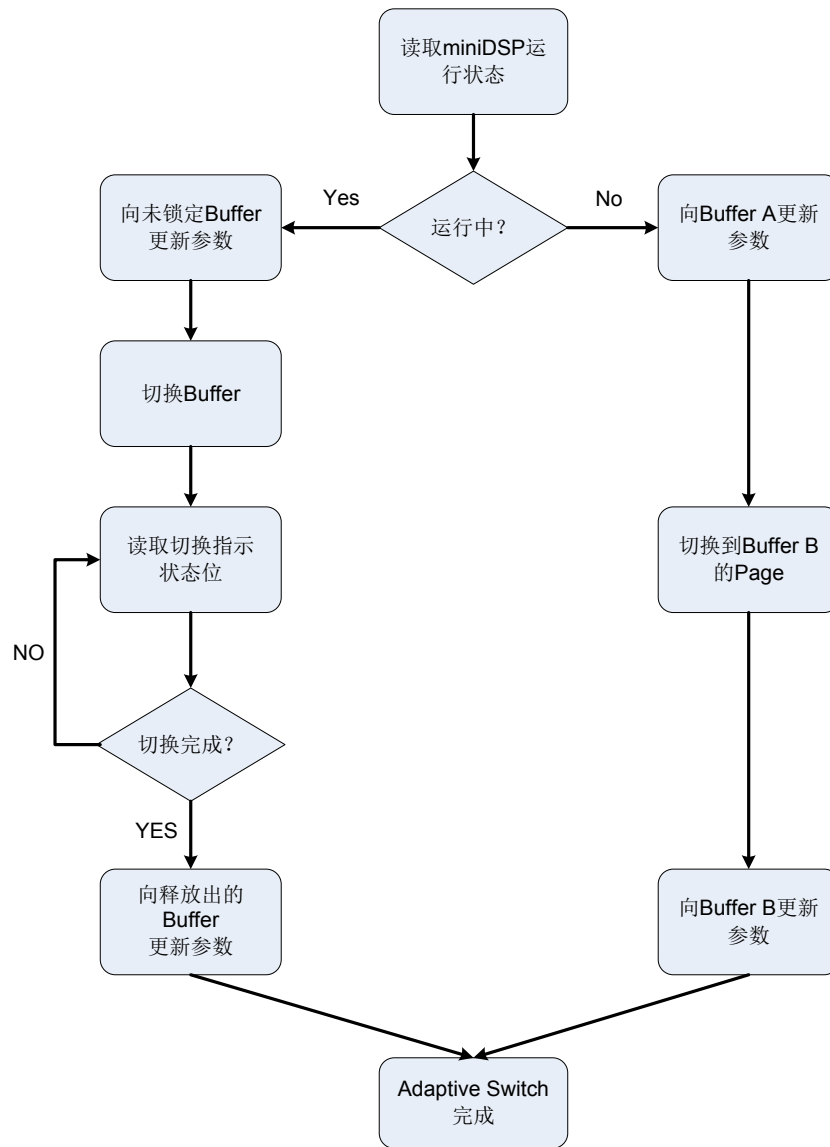 读取miniDSP运
行状态
Yes
运行中？
No
向未锁定Buffer
更新参数
向Buffer A更新
参数
切换Buffer
读取切换指示
状态位
切换到Buffer B
的Page
NO
切换完成？
YES
向释放出的
Buffer
更新参数
向Buffer B更新
参数
Adaptive Switch
完成